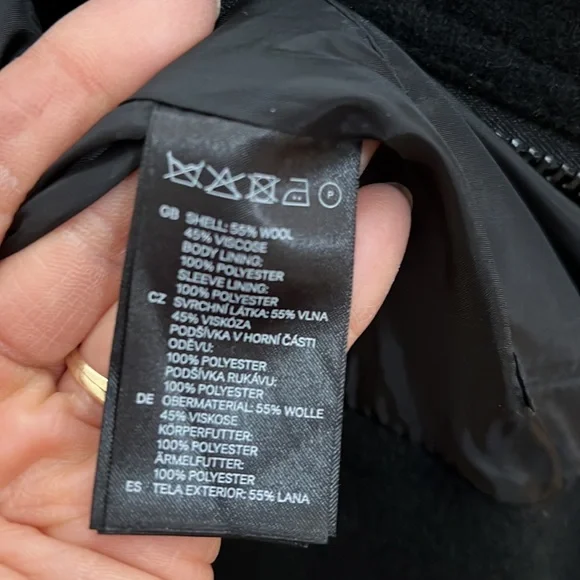 P
GB SHELL: 55% WOOL
45% VISCOSE
BODY LINING:
100% POLYESTER
SLEEVE LINING:
100% POLYESTER
CZ SVRCHNÍ LÁTKA: 55% VLNA
45% VISKÓZA
PODŠÍVKA V HORNÍ ČÁSTI
ODĚVU:
100% POLYESTER
PODŠÍVKA RUKÁVU:
100% POLYESTER
DE OBERMATERIAL: 55% WOLLE
45% VISKOSE
KÖRPERFUTTER:
100% POLYESTER
ÄRMELFUTTER:
100% POLYESTER
ES TELA EXTERIOR: 55% LANA